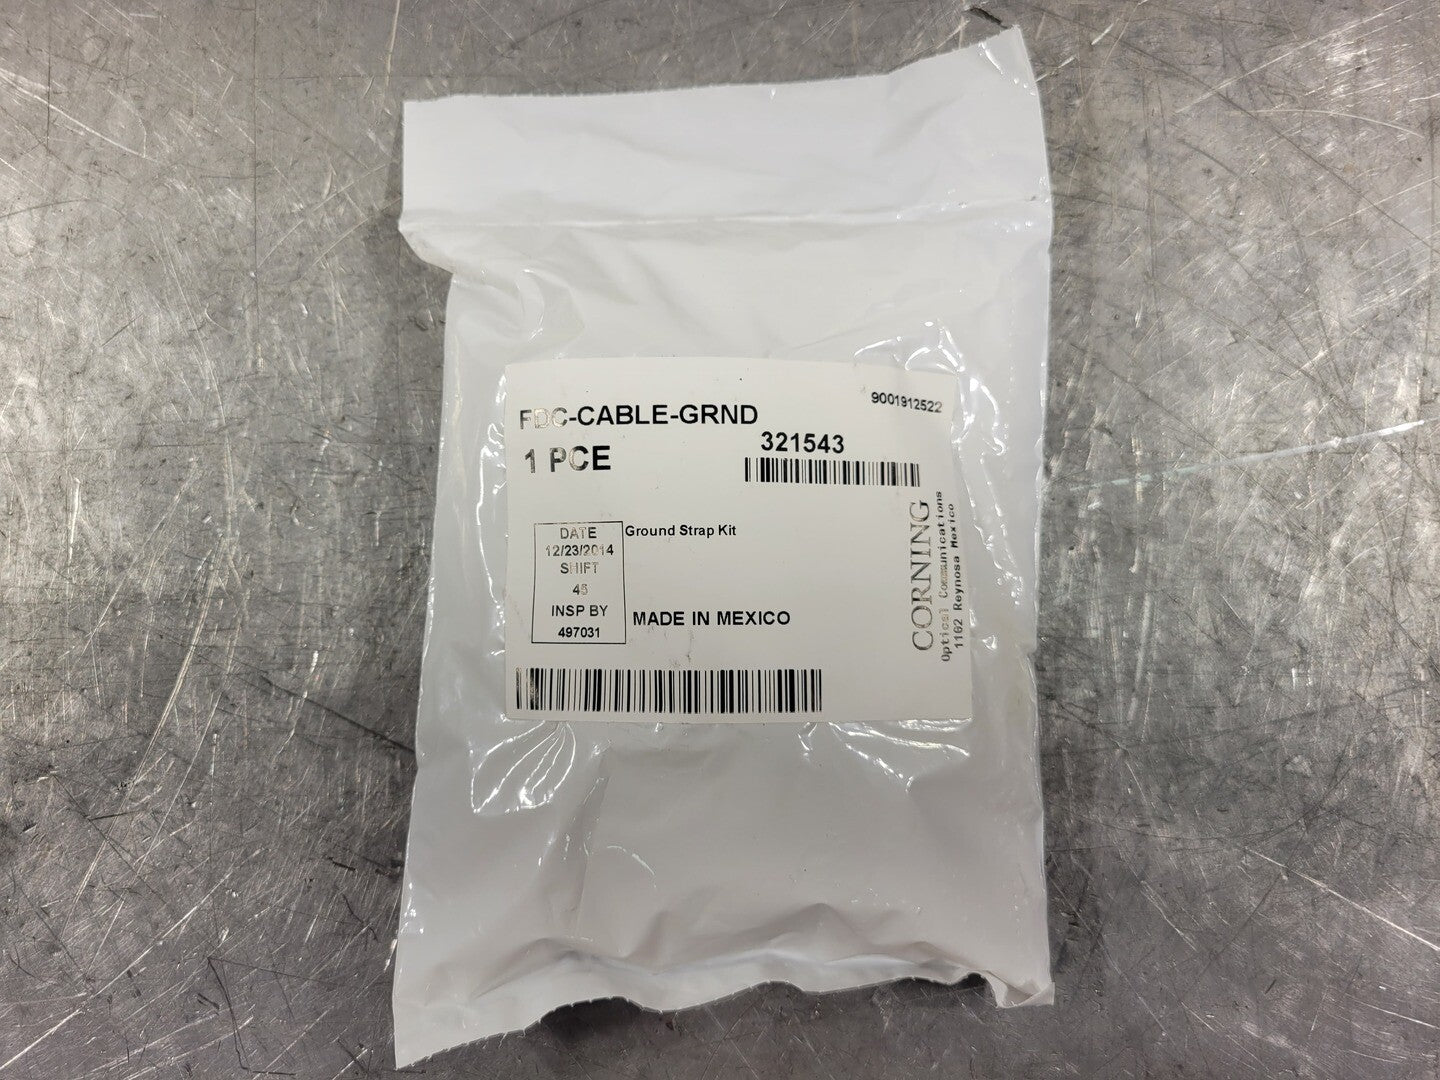 FDC-CABLE-GRND
9001912522
1 PCE
321543
DATE
12/23/2014
SHIFT
45
INSP BY
497031
Ground Strap Kit
MADE IN MEXICO
CORNING
Optical Communications
1162 Reynosa Mexico